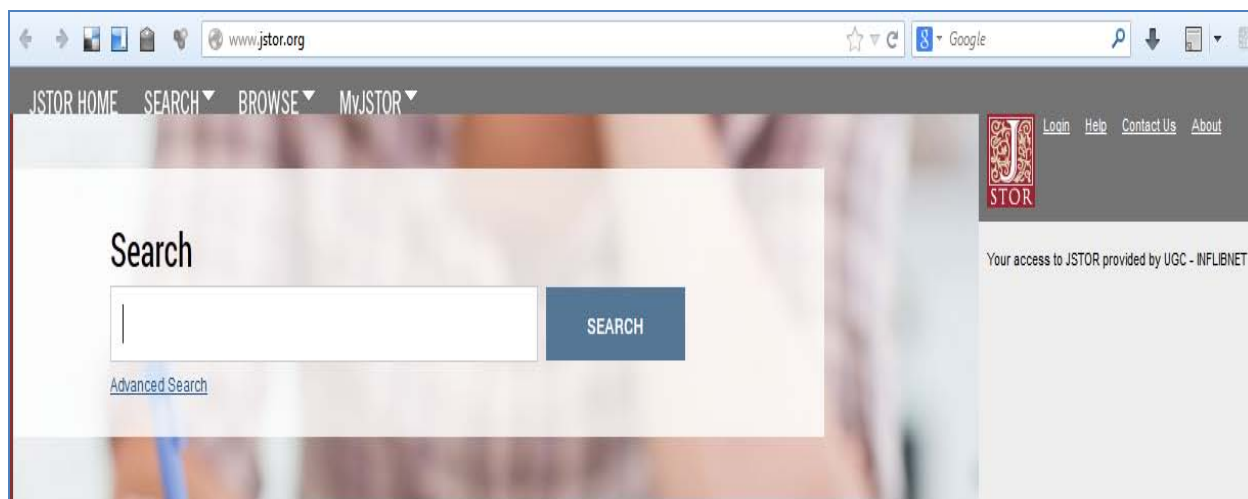 www.jstor.org
Google
JSTOR HOME SEARCH BROWSE MyJSTOR
Login Help Contact Us About
J
STOR
Your access to JSTOR provided by UGC - INFLIBNET
Search
SEARCH
Advanced Search